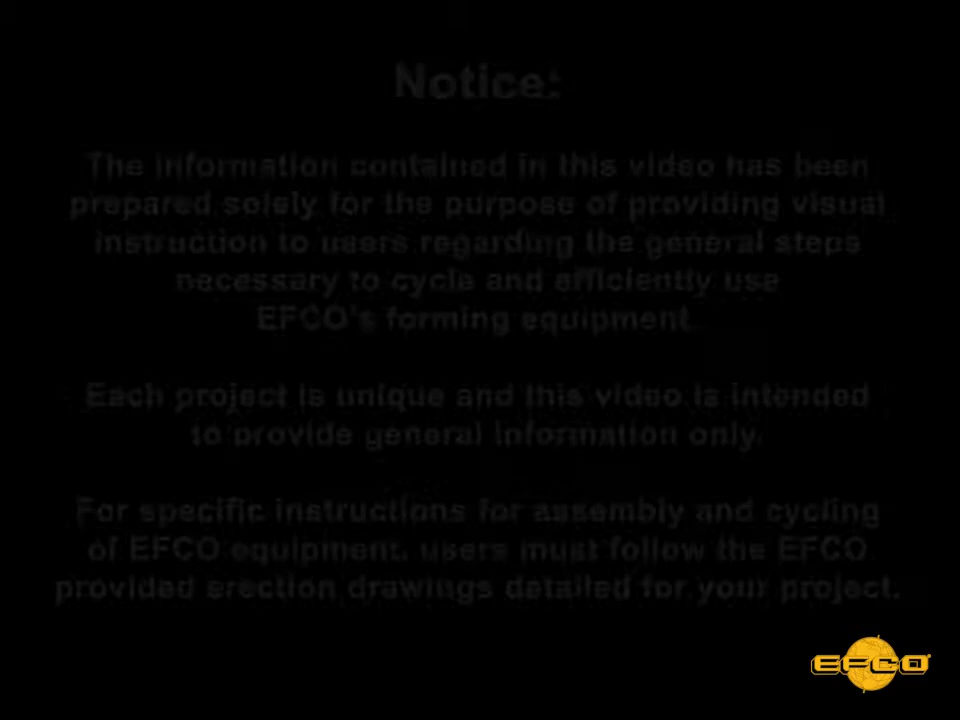 Notice:
The information contained in this video has been
prepared solely for the purpose of providing visual
instruction to users regarding the general steps
necessary to cycle and efficiently use
EFCO's forming equipment.
Each project is unique and this video is intended
to provide general information only.
For specific instructions for assembly and cycling
of EFCO equipment, users must follow the EFCO
provided erection drawings detailed for your project.
EFCO